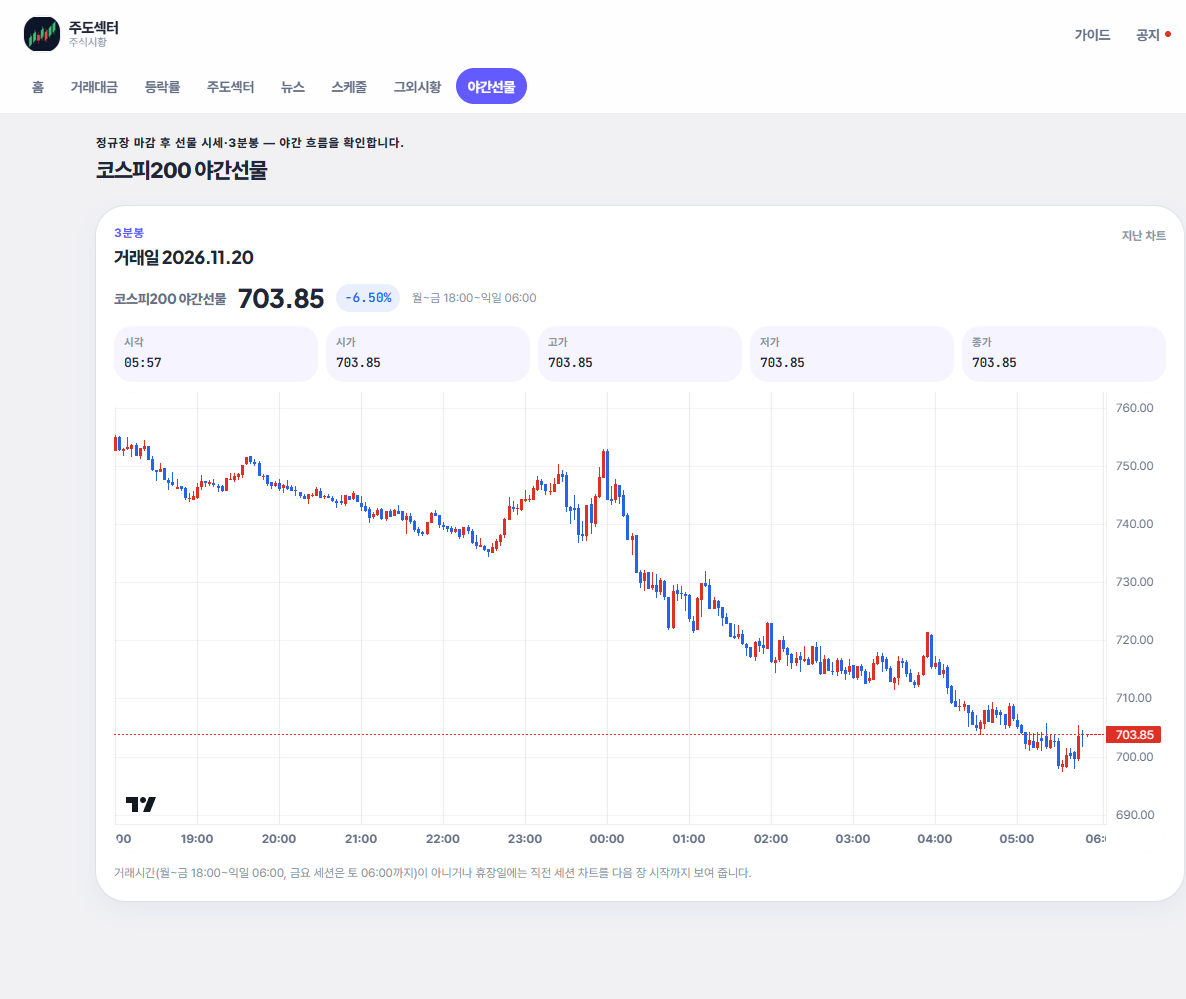 주도섹터
주식시황
가이드
공지
홈
거래대금
등락률
주도섹터
뉴스
스케줄
그외시황
야간선물
정규장 마감 후 선물 시세·3분봉 — 야간 흐름을 확인합니다.
코스피200 야간선물
3분봉
지난 차트
거래일 2026.11.20
코스피200 야간선물 703.85 -6.50% 월~금 18:00~익일 06:00
시각
05:57
시가
703.85
고가
703.85
저가
703.85
종가
703.85
760.00
750.00
740.00
730.00
720.00
710.00
703.85
700.00
690.00
00 19:00 20:00 21:00 22:00 23:00 00:00 01:00 02:00 03:00 04:00 05:00 06:
거래시간(월~금 18:00~익일 06:00, 금요 세션은 토 06:00까지)이 아니거나 휴장일에는 직전 세션 차트를 다음 장 시작까지 보여 줍니다.